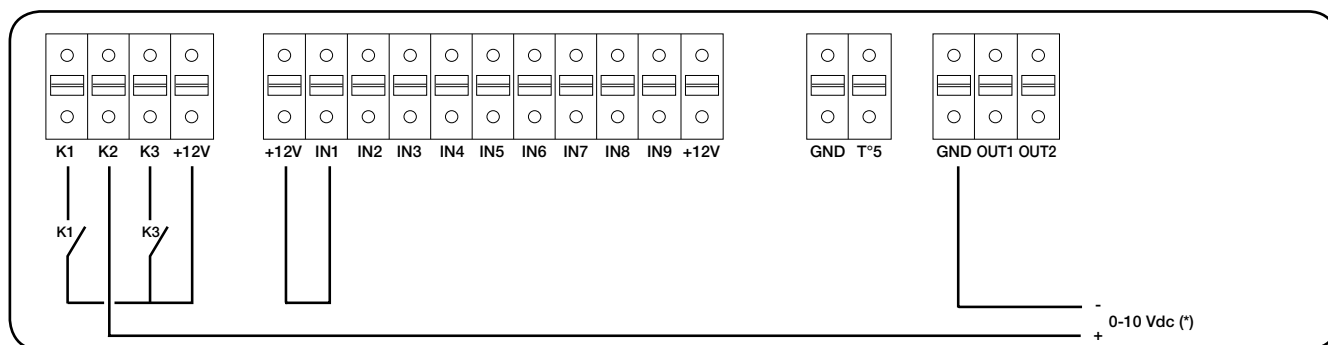 K1 K2 K3 +12V +12V IN1 IN2 IN3 IN4 IN5 IN6 IN7 IN8 IN9 +12V GND T°5 GND OUT1 OUT2
K1 K3
-
0-10 Vdc (*)
+